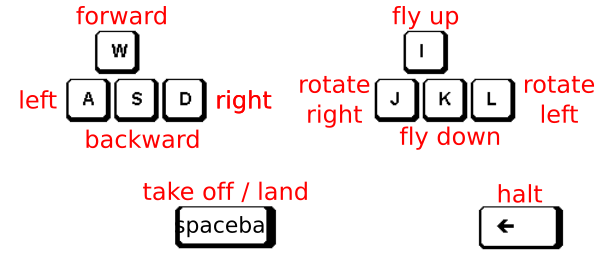 forward
W
left A S D right
backward
fly up
I
rotate right J K L rotate left
fly down
take off / land
spaceba
halt
←